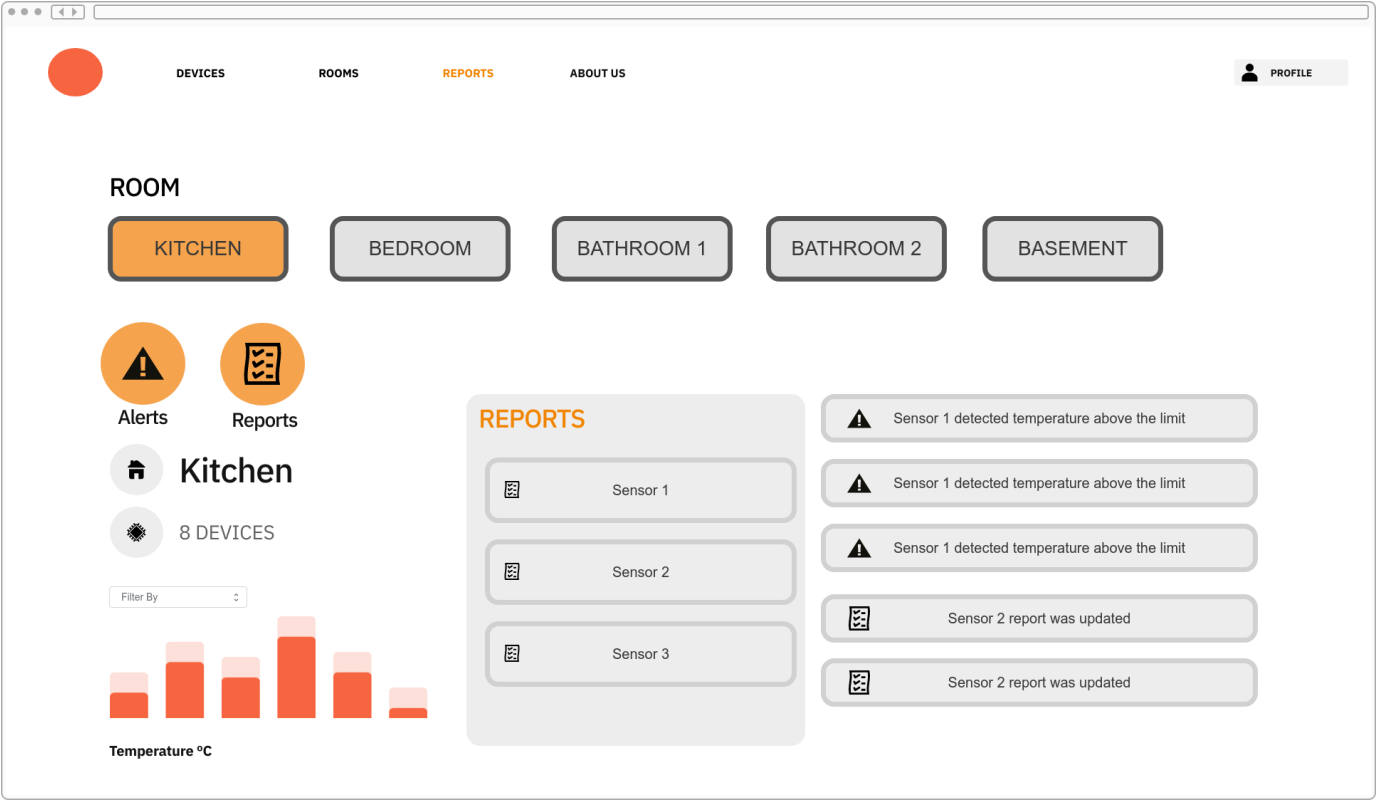 DEVICES
ROOMS
REPORTS
ABOUT US
PROFILE
ROOM
KITCHEN
BEDROOM
BATHROOM 1
BATHROOM 2
BASEMENT
Alerts
Reports
Kitchen
8 DEVICES
Filter By
Temperature ºC
REPORTS
Sensor 1
Sensor 2
Sensor 3
Sensor 1 detected temperature above the limit
Sensor 1 detected temperature above the limit
Sensor 1 detected temperature above the limit
Sensor 2 report was updated
Sensor 2 report was updated